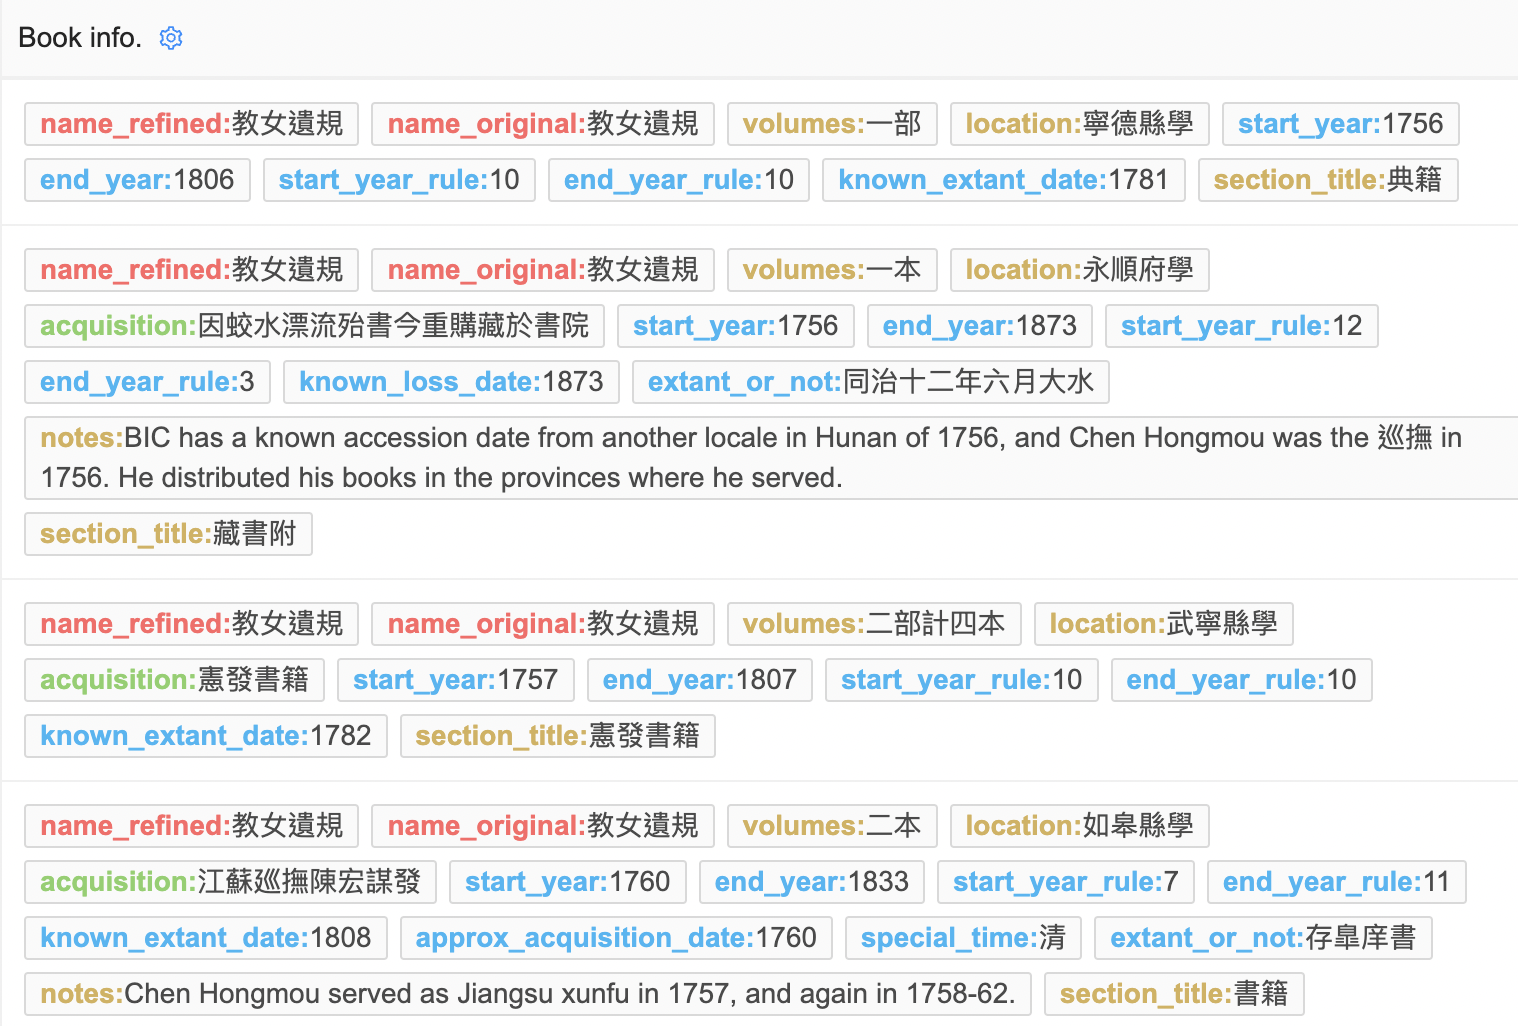 Book info.
name_refined:教女遺規 name_original:教女遺規 volumes:一部 location:寧德縣學 start_year:1756
end_year:1806 start_year_rule:10 end_year_rule:10 known_extant_date:1781 section_title:典籍
name_refined:教女遺規 name_original:教女遺規 volumes:一本 location:永順府學
acquisition:因蛟水漂流殆書今重購藏於書院 start_year:1756 end_year:1873 start_year_rule:12
end_year_rule:3 known_loss_date:1873 extant_or_not:同治十二年六月大水
notes:BIC has a known accession date from another locale in Hunan of 1756, and Chen Hongmou was the 巡撫 in
1756. He distributed his books in the provinces where he served.
section_title:藏書附
name_refined:教女遺規 name_original:教女遺規 volumes:二部計四本 location:武寧縣學
acquisition:憲發書籍 start_year:1757 end_year:1807 start_year_rule:10 end_year_rule:10
known_extant_date:1782 section_title:憲發書籍
name_refined:教女遺規 name_original:教女遺規 volumes:二本 location:如皋縣學
acquisition:江蘇廵撫陳宏謀發 start_year:1760 end_year:1833 start_year_rule:7 end_year_rule:11
known_extant_date:1808 approx_acquisition_date:1760 special_time:清 extant_or_not:存臯庠書
notes:Chen Hongmou served as Jiangsu xunfu in 1757, and again in 1758-62. section_title:書籍